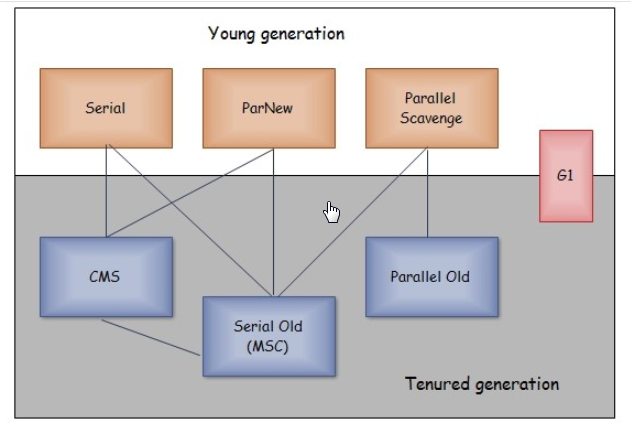 Young generation
Serial
ParNew
Parallel
Scavenge
G1
CMS
Parallel Old
Serial Old
(MSC)
Tenured generation